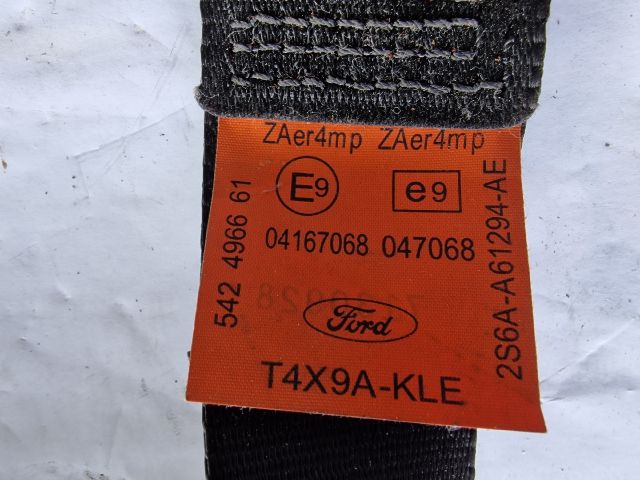 ZAer4mp ZAer4mp
E9 e9
04167068 047068
542 4966 61
2S6A-A61294-AE
Ford
T4X9A-KLE